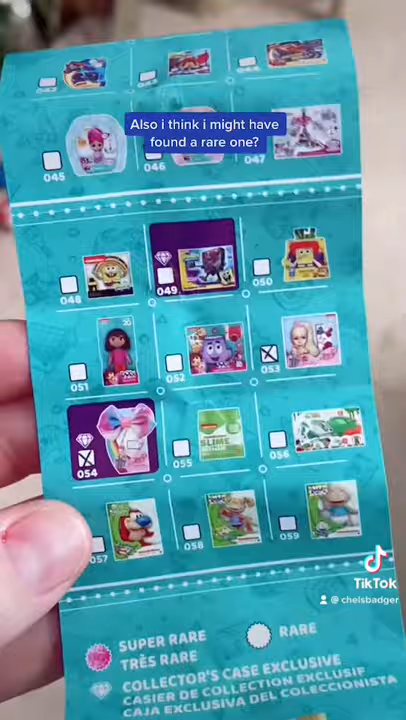 Also i think i might have
found a rare one?
045
047
048
049
050
051
052
053
054
055
SLIME
056
057
058
059
SUPER RARE
TRÈS RARE
RARE
COLLECTOR'S CASE EXCLUSIVE
CASIER DE COLLECTION EXCLUSIF
CAJA EXCLUSIVA DEL COLECCIONISTA
TikTok
@ chelsbadger